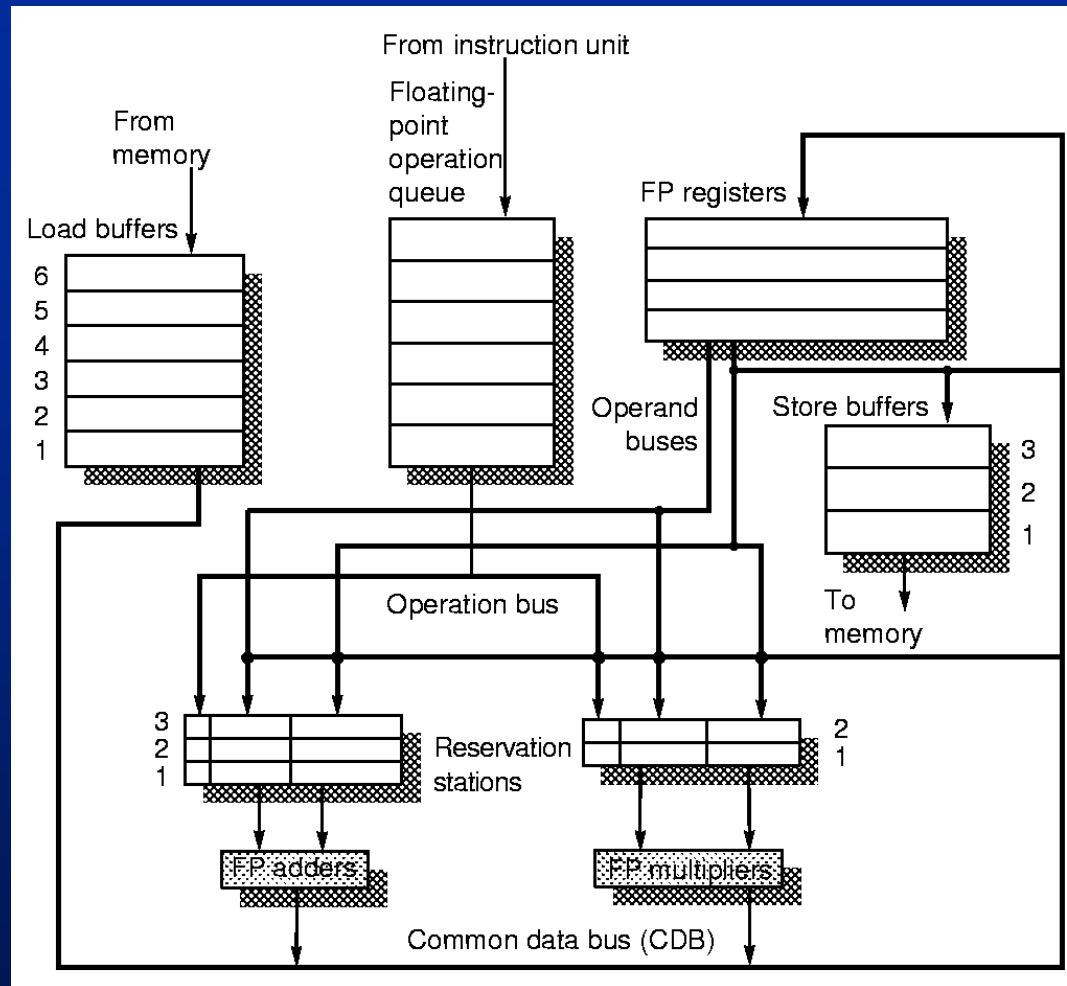 From instruction unit
Floating-
point
operation
queue
From
memory
FP registers
Load buffers
6
5
4
3
2
1
Operand
buses
Store buffers
3
2
1
Operation bus
To
memory
3
2
1
Reservation
stations
2
1
FP adders
FP multipliers
Common data bus (CDB)